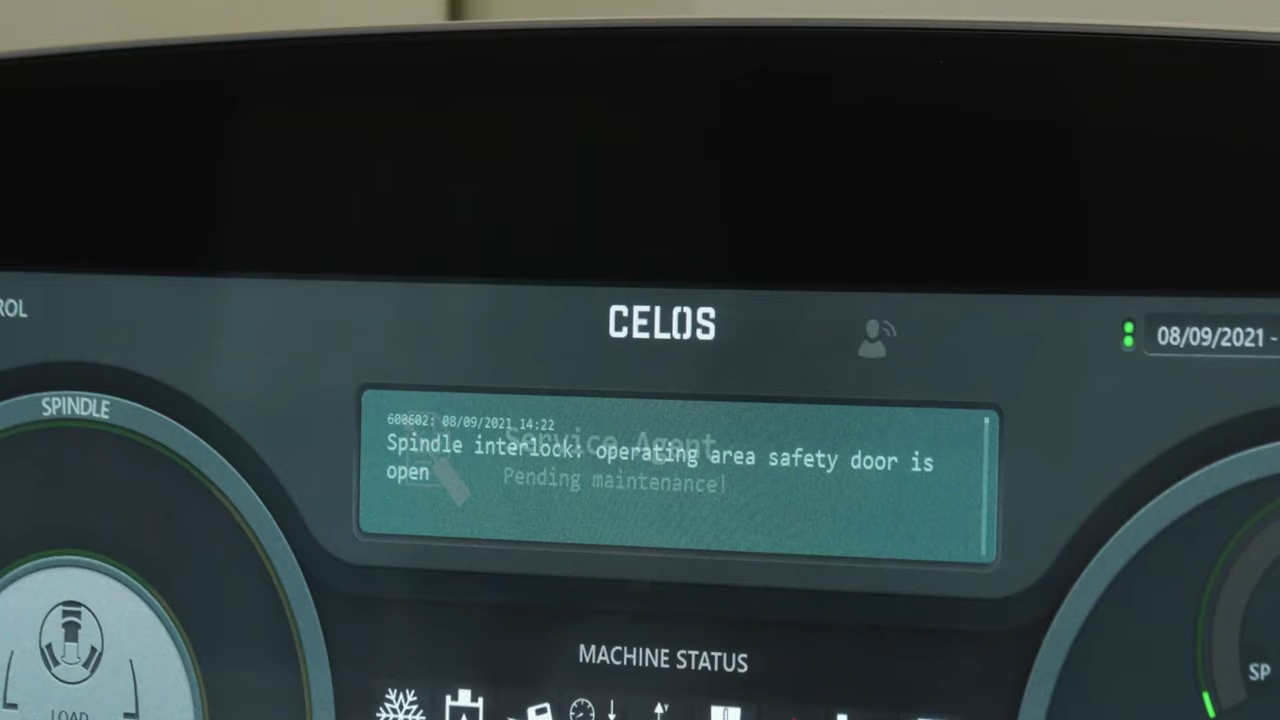 ROL
CELOS
08/09/2021 -
SPINDLE
600602: 08/09/2021 14:22
Spindle interlock: operating area safety door is
open
Service Agent
Pending maintenance!
MACHINE STATUS
SP
LOAD